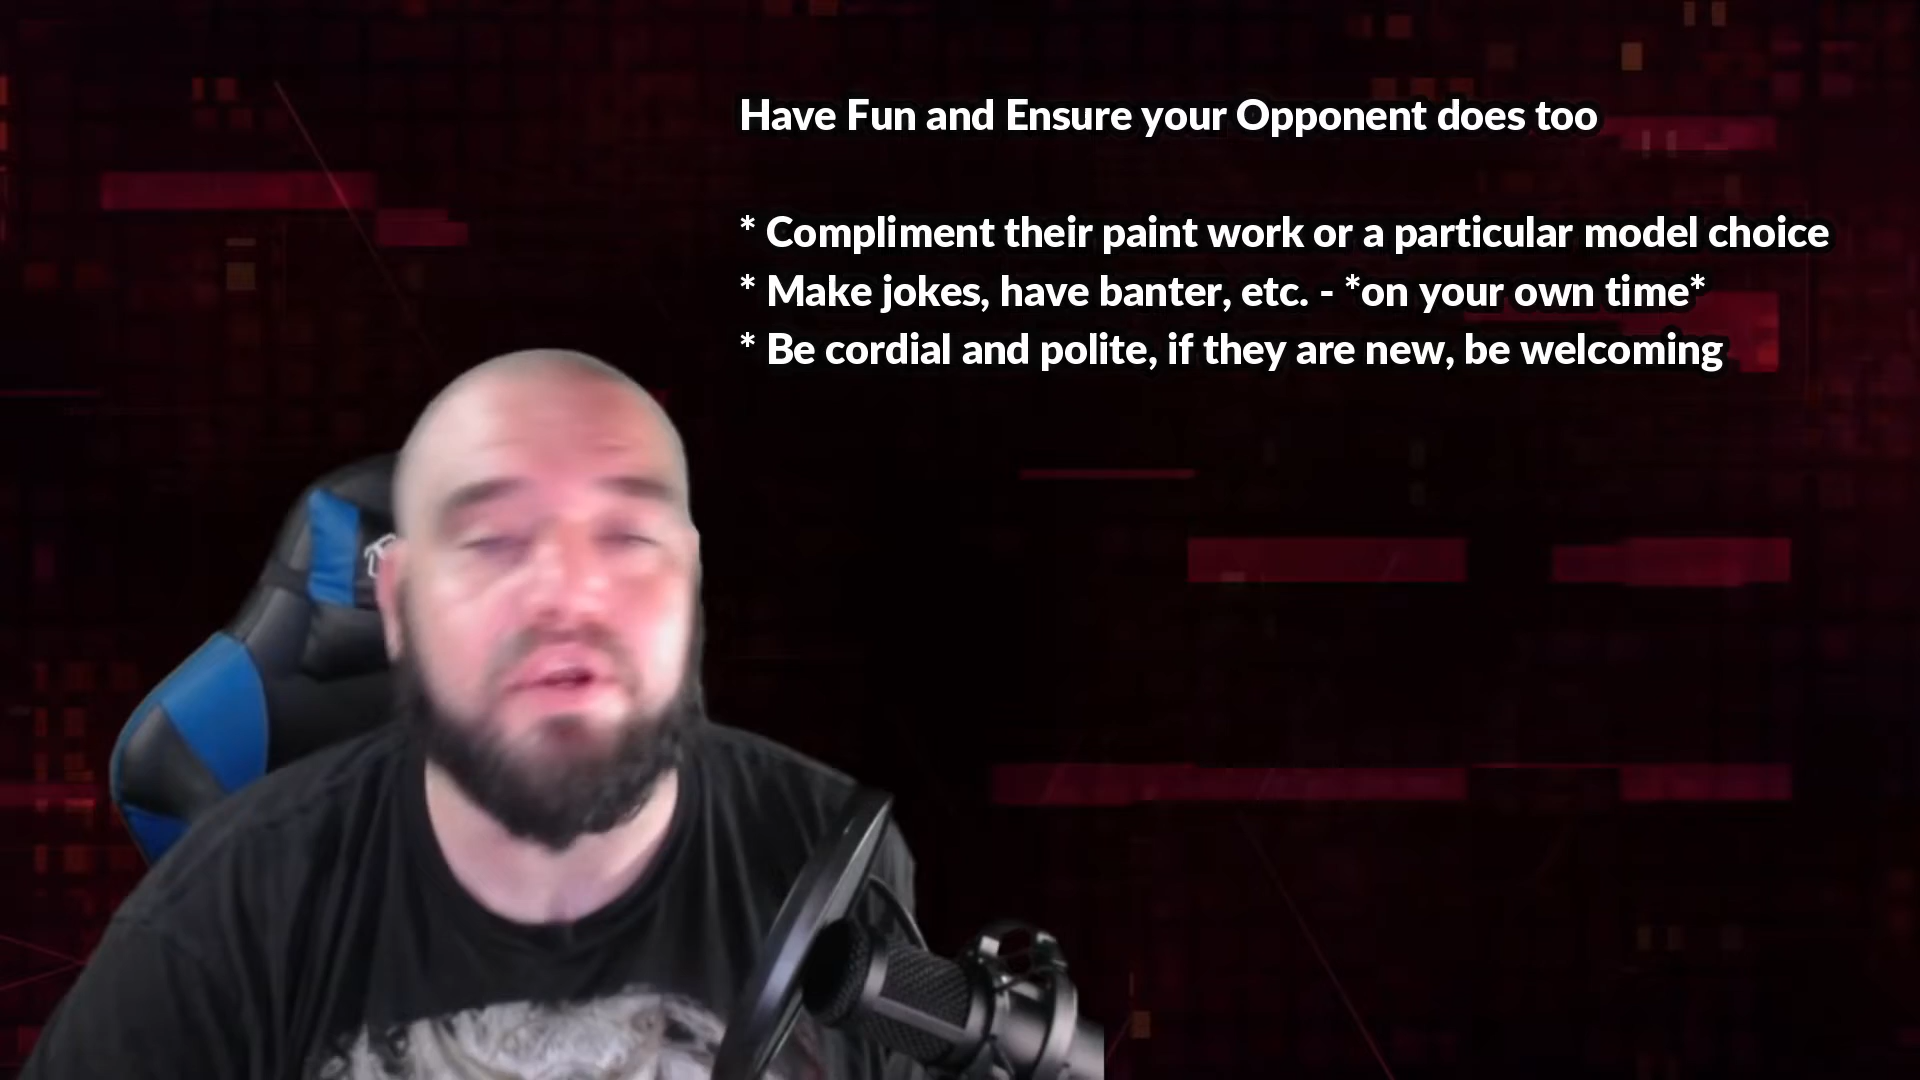 Have Fun and Ensure your Opponent does too
* Compliment their paint work or a particular model choice
* Make jokes, have banter, etc. - *on your own time*
* Be cordial and polite, if they are new, be welcoming